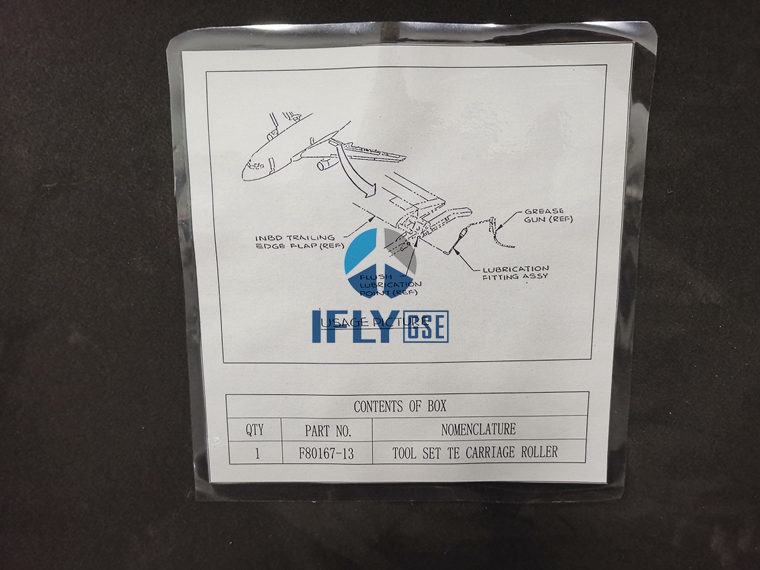 GREASE
GUN (REF)
INBD TRAILING
EDGE FLAP (REF)
LUBRICATION
FITTING ASSY
FLUSH
LUBRICATION
POINT (REF)
USAGE PICTURE
IFLY GSE
CONTENTS OF BOX
QTY PART NO. NOMENCLATURE
1 F80167-13 TOOL SET TE CARRIAGE ROLLER